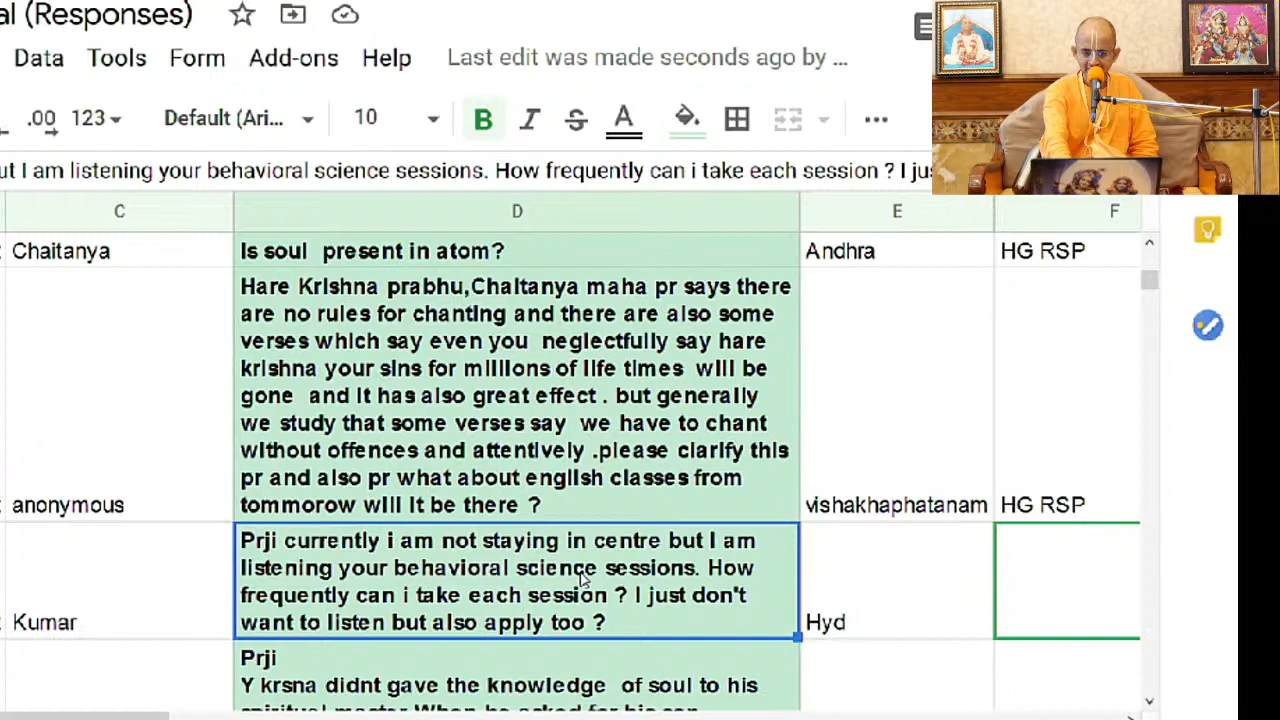 al (Responses)
Data Tools Form Add-ons Help Last edit was made seconds ago by ...
.00 123 Default (Ari... 10 B I S A ...
ut I am listening your behavioral science sessions. How frequently can i take each session ? I jus
C D E F
Chaitanya Is soul present in atom? Andhra HG RSP
Hare Krishna prabhu,Chaitanya maha pr says there
are no rules for chanting and there are also some
verses which say even you neglectfully say hare
krishna your sins for millions of life times will be
gone and it has also great effect . but generally
we study that some verses say we have to chant
without offences and attentively .please clarify this
pr and also pr what about english classes from
anonymous tommorow will it be there ? vishakhaphatanam HG RSP
Prji currently i am not staying in centre but I am
listening your behavioral science sessions. How
frequently can i take each session ? I just don't
Kumar want to listen but also apply too ? Hyd
Prji
Y krsna didnt gave the knowledge of soul to his
spiritual master When he asked for his son